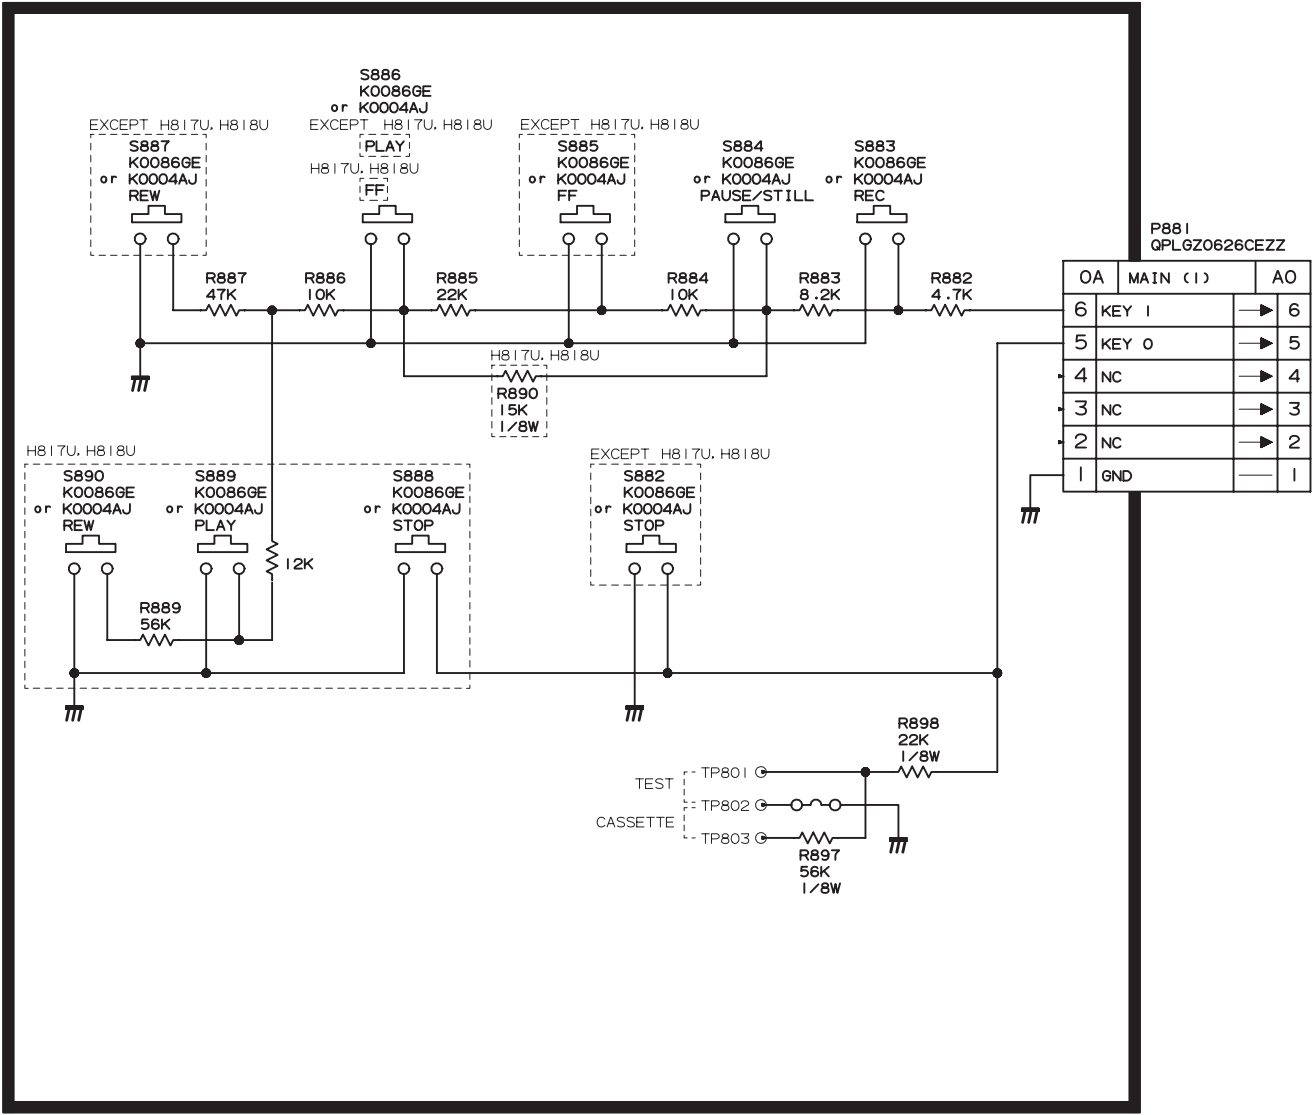 S886
K0086GE
or K0004AJ
EXCEPT H817U. H818U
EXCEPT H817U. H818U
EXCEPT H817U. H818U
PLAY
H817U. H818U
FF
S887
K0086GE
or K0004AJ
REW
S885
K0086GE
or K0004AJ
FF
S884
K0086GE
or K0004AJ
PAUSE/STILL
S883
K0086GE
or K0004AJ
REC
P881
QPLGZ0626CEZZ
R887
47K
R886
10K
R885
22K
R884
10K
R883
8.2K
R882
4.7K
OA MAIN (1) AO
6 KEY 1 6
5 KEY 0 5
4 NC 4
3 NC 3
2 NC 2
1 GND 1
H817U. H818U
R890
15K
1/8W
H817U. H818U
S890
K0086GE
or K0004AJ
REW
S889
K0086GE
or K0004AJ
PLAY
S888
K0086GE
or K0004AJ
STOP
EXCEPT H817U. H818U
S882
K0086GE
or K0004AJ
STOP
12K
R889
56K
R898
22K
1/8W
TEST
CASSETTE
TP801
TP802
TP803
R897
56K
1/8W